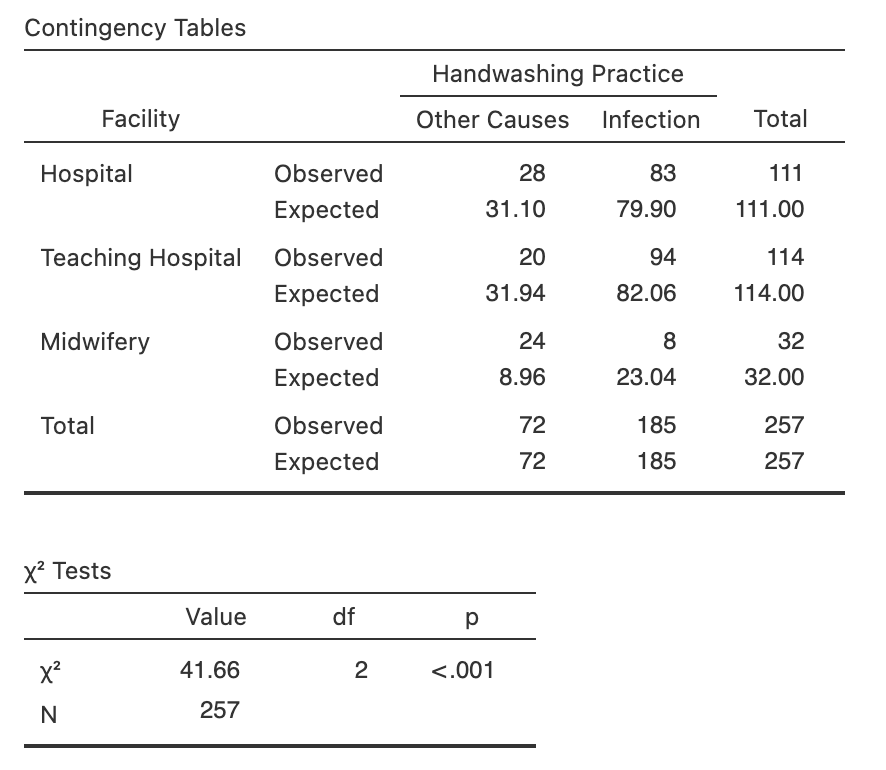 Contingency Tables
Handwashing Practice
Facility Other Causes Infection Total
Hospital Observed 28 83 111
Expected 31.10 79.90 111.00
Teaching Hospital Observed 20 94 114
Expected 31.94 82.06 114.00
Midwifery Observed 24 8 32
Expected 8.96 23.04 32.00
Total Observed 72 185 257
Expected 72 185 257
χ² Tests
Value df p
χ² 41.66 2 <.001
N 257